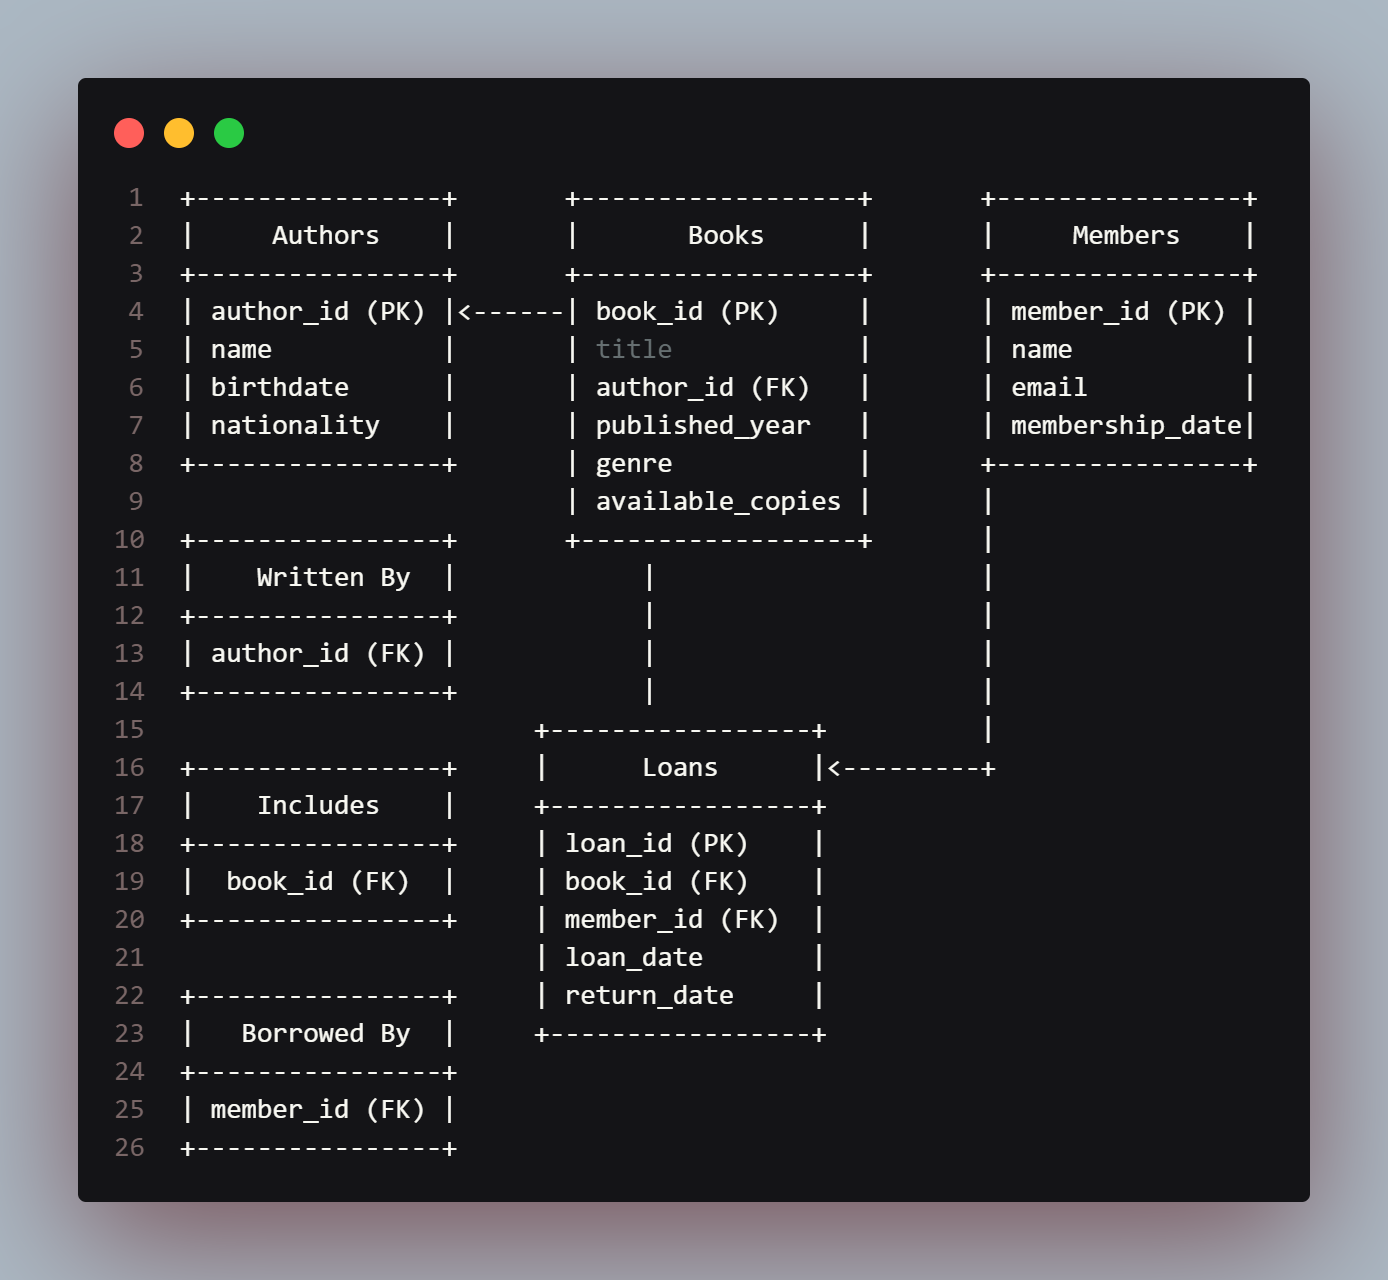 1  +----------------+       +------------------+       +----------------+
2  |     Authors    |       |       Books      |       |     Members    |
3  +----------------+       +------------------+       +----------------+
4  | author_id (PK) |<------| book_id (PK)     |       | member_id (PK) |
5  | name           |       | title            |       | name           |
6  | birthdate      |       | author_id (FK)   |       | email          |
7  | nationality    |       | published_year   |       | membership_date|
8  +----------------+       | genre            |       +----------------+
9                           | available_copies |       |
10 +----------------+       +------------------+       |
11 |    Written By  |            |                     |
12 +----------------+            |                     |
13 | author_id (FK) |            |                     |
14 +----------------+            |                     |
15                        +-----------------+          |
16 +----------------+     |      Loans      |<---------+
17 |    Includes    |     +-----------------+
18 +----------------+     | loan_id (PK)    |
19 |  book_id (FK)  |     | book_id (FK)    |
20 +----------------+     | member_id (FK)  |
21                        | loan_date       |
22 +----------------+     | return_date     |
23 |   Borrowed By  |     +-----------------+
24 +----------------+
25 | member_id (FK) |
26 +----------------+